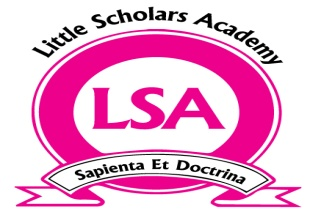 Little Scholars Academy
LSA
Sapienta Et Doctrina